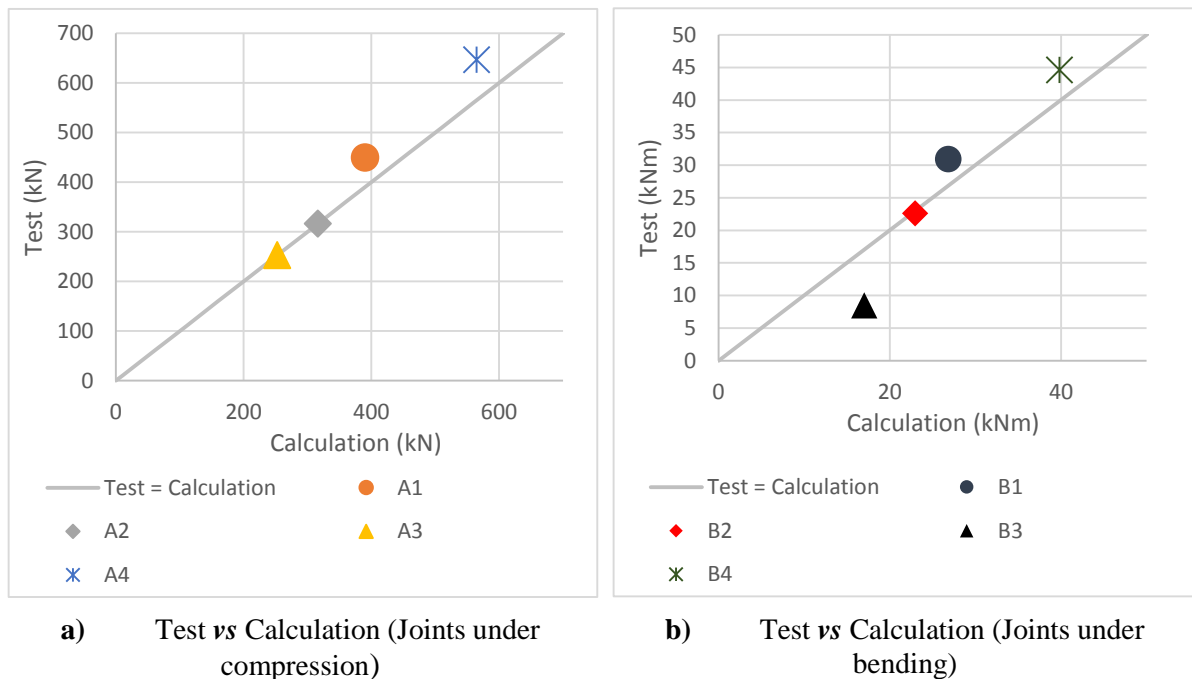 700
600
500
400
300
200
100
0
Test (kN)
0 200 400 600
Calculation (kN)
Test = Calculation A1
A2 A3
A4
50
45
40
35
30
25
20
15
10
5
0
Test (kNm)
0 20 40
Calculation (kNm)
Test = Calculation B1
B2 B3
B4
a) Test vs Calculation (Joints under
compression)
b) Test vs Calculation (Joints under
bending)